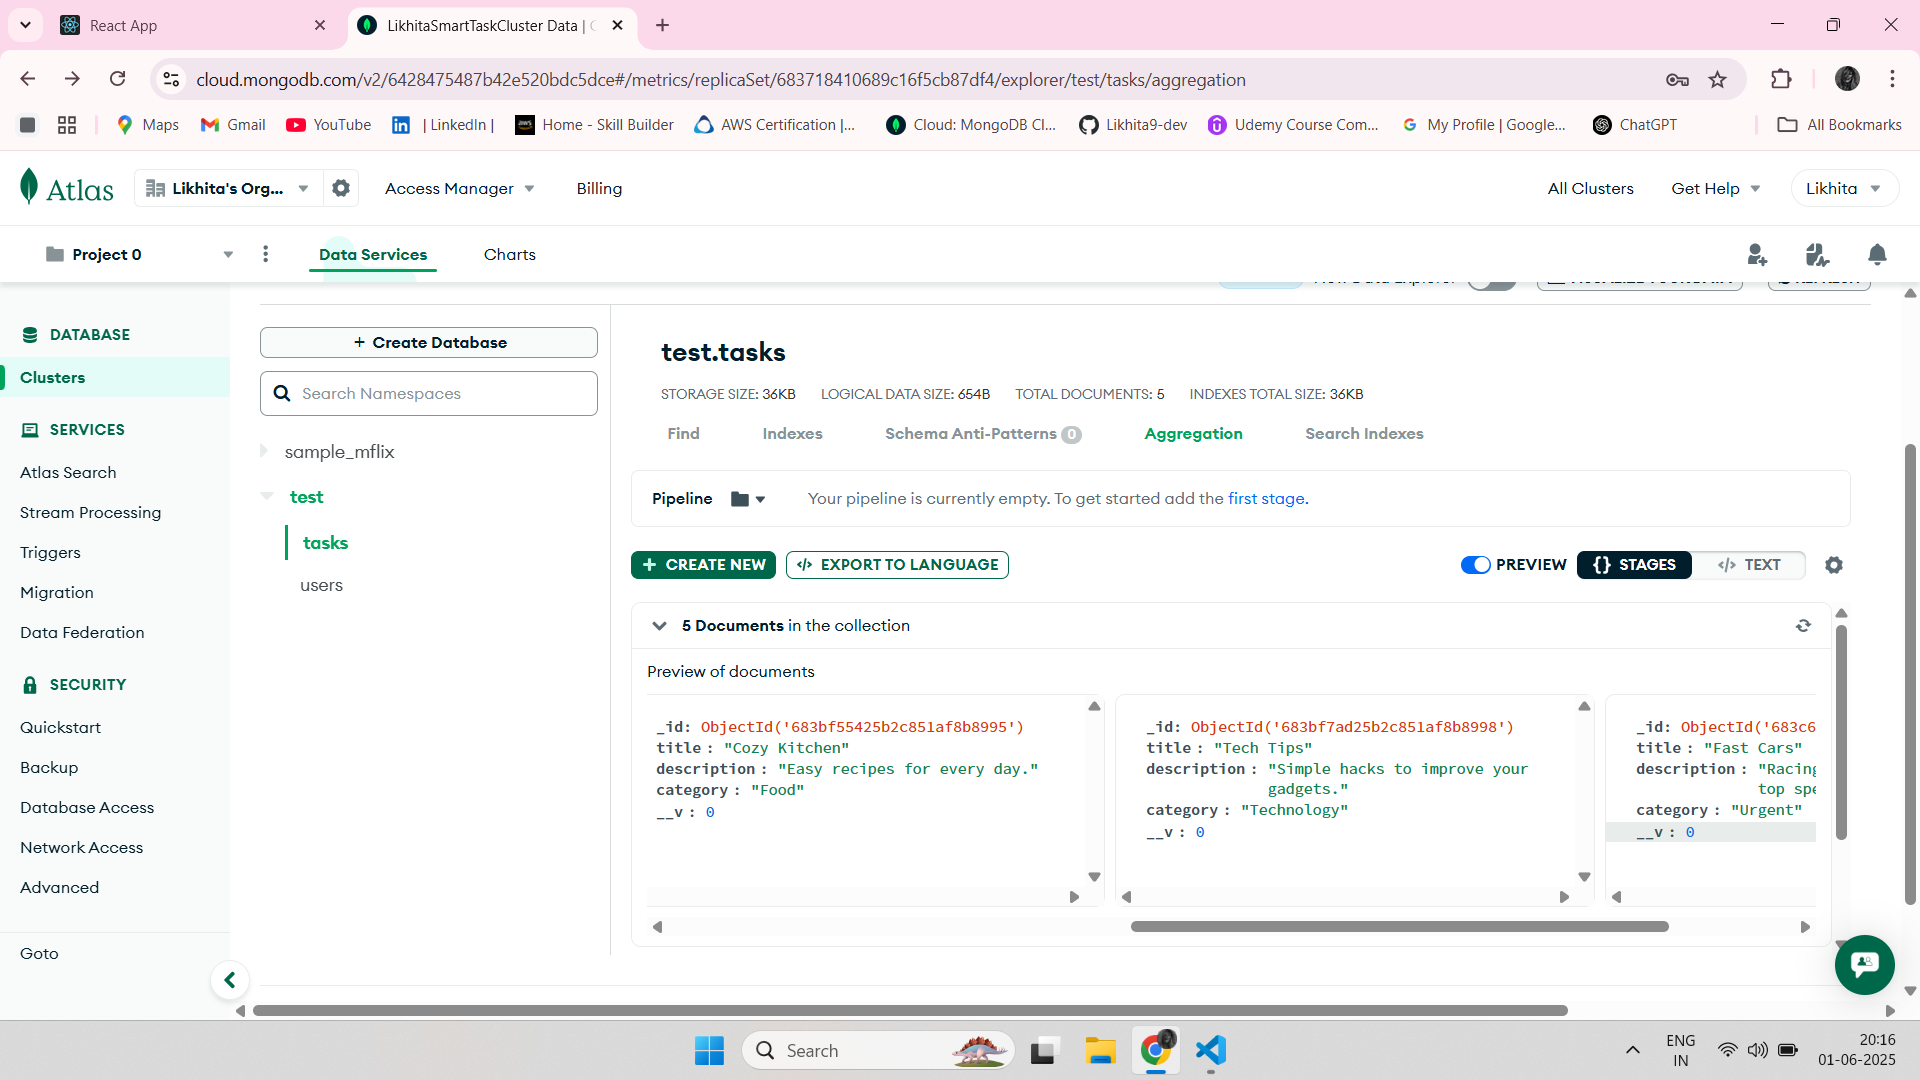 React App
LikhitaSmartTaskCluster Data | C
cloud.mongodb.com/v2/6428475487b42e520bdc5dce#/metrics/replicaSet/683718410689c16f5cb87df4/explorer/test/tasks/aggregation
Maps
Gmail
YouTube
| LinkedIn |
Home - Skill Builder
AWS Certification |...
Cloud: MongoDB Cl...
Likhita9-dev
Udemy Course Com...
My Profile | Google...
ChatGPT
All Bookmarks
Atlas
Likhita's Org...
Access Manager
Billing
All Clusters
Get Help
Likhita
Project 0
Data Services
Charts
DATABASE
Clusters
SERVICES
Atlas Search
Stream Processing
Triggers
Migration
Data Federation
SECURITY
Quickstart
Backup
Database Access
Network Access
Advanced
Goto
+ Create Database
Search Namespaces
sample_mflix
test
tasks
users
test.tasks
STORAGE SIZE: 36KB LOGICAL DATA SIZE: 654B TOTAL DOCUMENTS: 5 INDEXES TOTAL SIZE: 36KB
Find
Indexes
Schema Anti-Patterns 0
Aggregation
Search Indexes
Pipeline
Your pipeline is currently empty. To get started add the first stage.
+ CREATE NEW
</> EXPORT TO LANGUAGE
PREVIEW
{} STAGES
</> TEXT
5 Documents in the collection
Preview of documents
_id: ObjectId('683bf55425b2c851af8b8995')
title : "Cozy Kitchen"
description : "Easy recipes for every day."
category : "Food"
__v : 0
_id: ObjectId('683bf7ad25b2c851af8b8998')
title : "Tech Tips"
description : "Simple hacks to improve your
gadgets."
category : "Technology"
__v : 0
_id: ObjectId('683c6
title : "Fast Cars"
description : "Racing
top spe
category : "Urgent"
__v : 0
Search
ENG
IN
20:16
01-06-2025